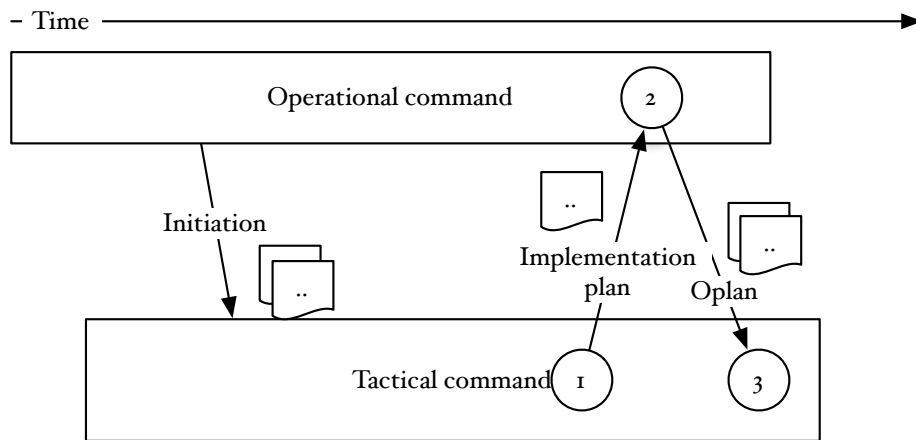 Time
Operational command
2
..
Initiation
..
..
Implementation
plan
Oplan
Tactical command
1
3